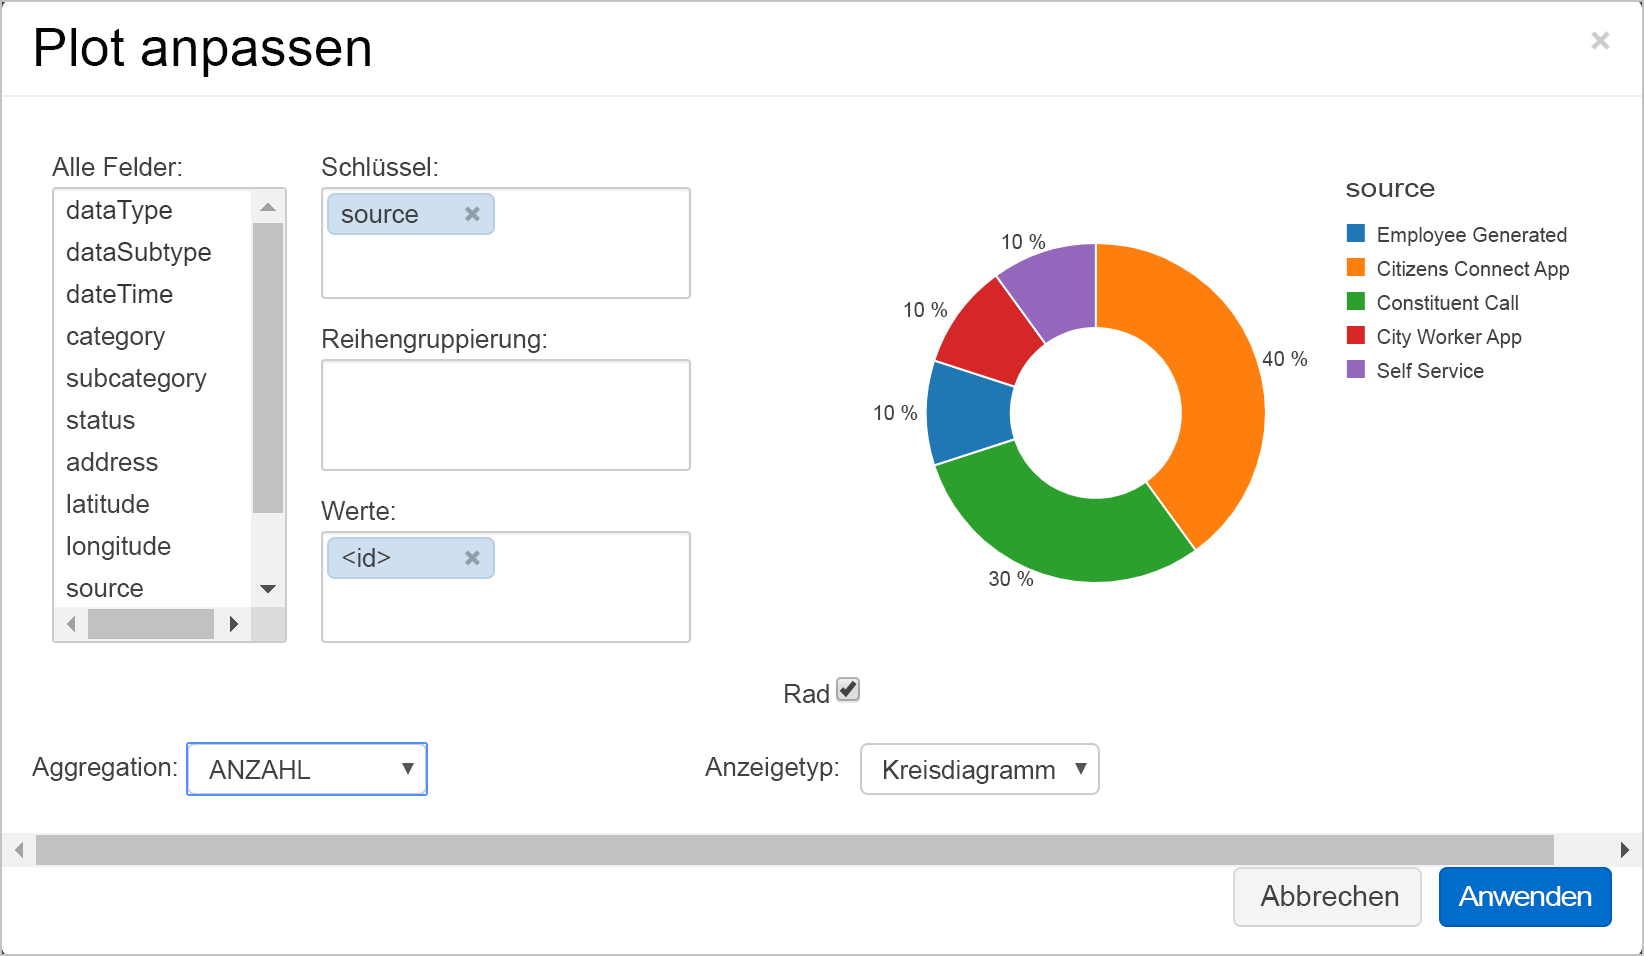 Plot anpassen
×
Alle Felder:
dataType
dataSubtype
dateTime
category
subcategory
status
address
latitude
longitude
source
Schlüssel:
source ×
Reihengruppierung:
Werte:
<id> ×
10 %
10 %
10 %
40 %
30 %
source
Employee Generated
Citizens Connect App
Constituent Call
City Worker App
Self Service
Rad
Aggregation: ANZAHL
Anzeigetyp: Kreisdiagramm
Abbrechen
Anwenden